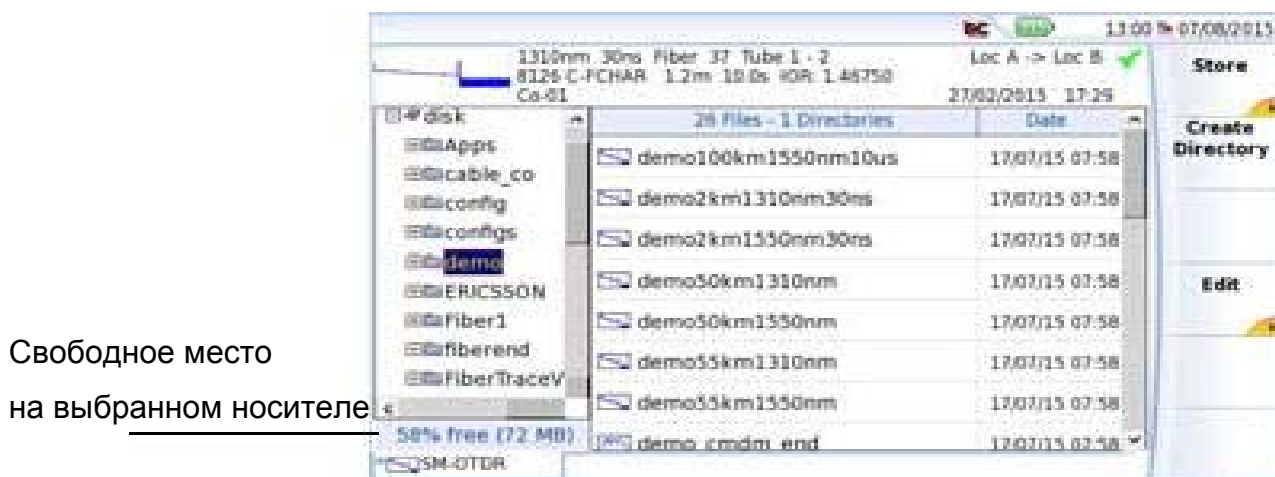 13:00 07/08/2015
1310nm 30ns Fiber 37 Tube 1 - 2
Loc A -> Loc B
8126 C-FCHAR 1.2m 10.0s IOR: 1.46750
Co-01
27/02/2015 17:29
Store
Create
Directory
Edit
disk
Apps
cable_co
config
configs
demo
ERICSSON
Fiber1
fiberend
FiberTraceV
26 Files - 1 Directories
Date
demo100km1550nm10us 17/07/15 07:58
demo2km1310nm30ns 17/07/15 07:58
demo2km1550nm30ns 17/07/15 07:58
demo50km1310nm 17/07/15 07:58
demo50km1550nm 17/07/15 07:58
demo55km1310nm 17/07/15 07:58
demo55km1550nm 17/07/15 07:58
demo_cmdm_end 17/07/15 07:58
Свободное место
на выбранном носителе
58% free (72 MB)
SM-OTDR